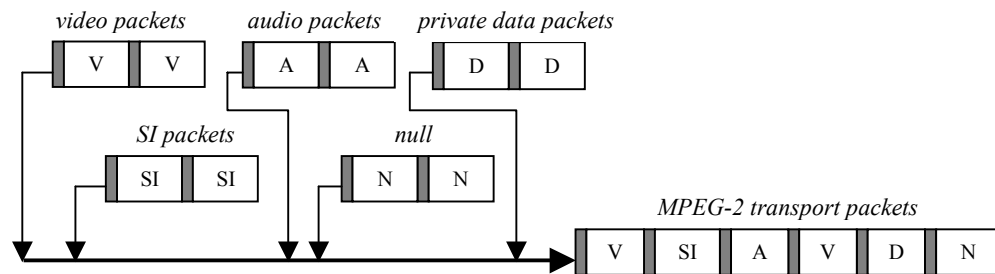 video packets
audio packets
private data packets
V V
A A
D D
SI packets
null
SI SI
N N
MPEG-2 transport packets
V SI A V D N